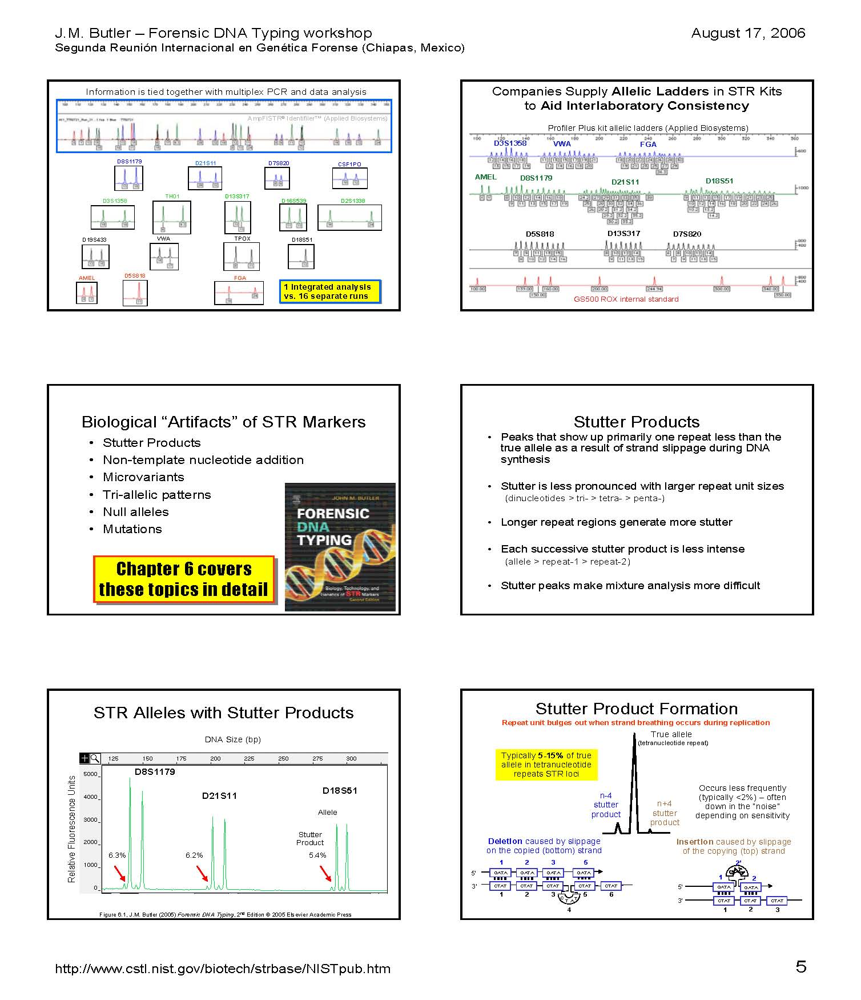 J.M. Butler – Forensic DNA Typing workshop
August 17, 2006
Segunda Reunión Internacional en Genética Forense (Chiapas, Mexico)
Information is tied together with multiplex PCR and data analysis
AmpFlSTR® Identifiler™ (Applied Biosystems)
D8S1179
D21S11
D7S820
CSF1PO
D3S1358
TH01
D13S317
D16S539
D2S1338
D19S433
VWA
TPOX
D18S51
AMEL
D5S818
FGA
1 integrated analysis
vs. 16 separate runs
Companies Supply Allelic Ladders in STR Kits
to Aid Interlaboratory Consistency
Profiler Plus kit allelic ladders (Applied Biosystems)
D3S1358
VWA
FGA
AMEL
D8S1179
D21S11
D18S51
D5S818
D13S317
D7S820
GS500 ROX internal standard
Biological “Artifacts” of STR Markers
• Stutter Products
• Non-template nucleotide addition
• Microvariants
• Tri-allelic patterns
• Null alleles
• Mutations
Chapter 6 covers
these topics in detail
JOHN M. BUTLER
FORENSIC
DNA
TYPING
Biology, Technology, and
Genetics of STR Markers
Second Edition
Stutter Products
• Peaks that show up primarily one repeat less than the
true allele as a result of strand slippage during DNA
synthesis
• Stutter is less pronounced with larger repeat unit sizes
(dinucleotides > tri- > tetra- > penta-)
• Longer repeat regions generate more stutter
• Each successive stutter product is less intense
(allele > repeat-1 > repeat-2)
• Stutter peaks make mixture analysis more difficult
STR Alleles with Stutter Products
DNA Size (bp)
125 150 175 200 225 250 275 300
Relative Fluorescence Units
5000
4000
3000
2000
1000
0
D8S1179
D21S11
D18S51
Allele
Stutter
Product
6.3%
6.2%
5.4%
Figure 6.1, J.M. Butler (2005) Forensic DNA Typing, 2nd Edition © 2005 Elsevier Academic Press
Stutter Product Formation
Repeat unit bulges out when strand breathing occurs during replication
True allele
(tetranucleotide repeat)
Typically 5-15% of true
allele in tetranucleotide
repeats STR loci
n-4
stutter
product
n+4
stutter
product
Occurs less frequently
(typically <2%) – often
down in the “noise”
depending on sensitivity
Deletion caused by slippage
on the copied (bottom) strand
Insertion caused by slippage
of the copying (top) strand
1 2 3 5
5’ GATA GATA GATA GATA
3’ CTAT CTAT CTAT CTAT CTAT
1 2 3 CTAT 5 6
4
2’
GATA
1 2
5’ GATA GATA
3’ CTAT CTAT CTAT
1 2 3
http://www.cstl.nist.gov/biotech/strbase/NISTpub.htm
5